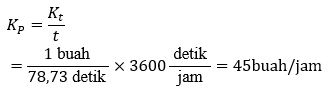 K_P = K_t / t
= 1 buah / 78,73 detik × 3600 detik / jam = 45buah/jam